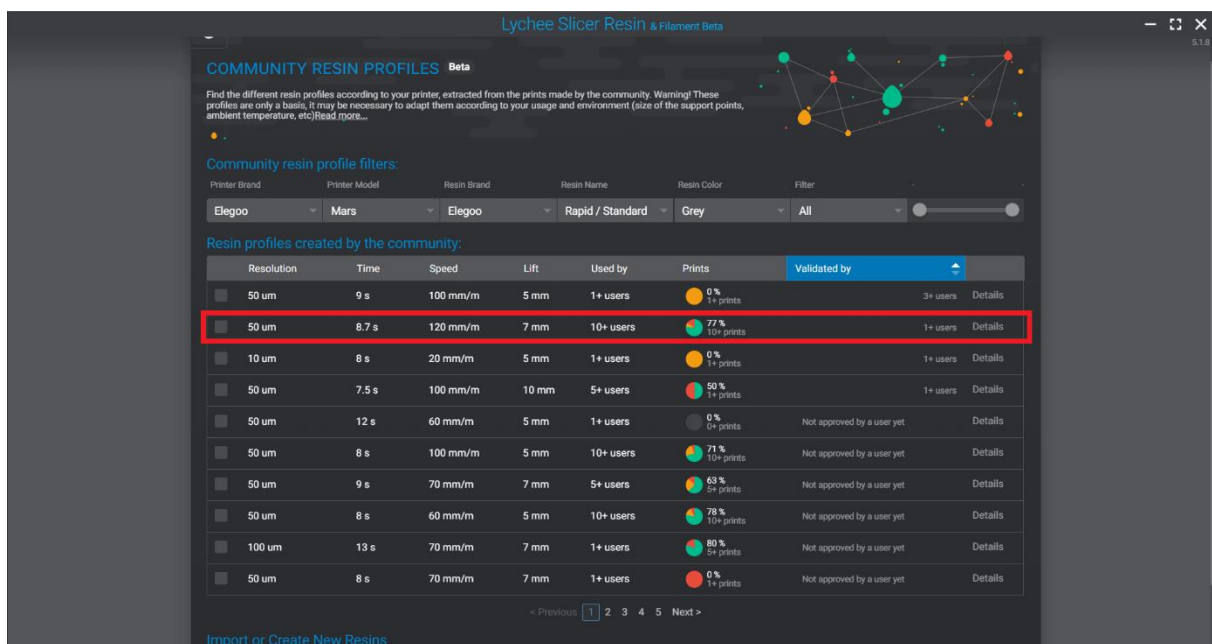 Lychee Slicer Resin & Filament Beta
5.1.8
COMMUNITY RESIN PROFILES Beta
Find the different resin profiles according to your printer, extracted from the prints made by the community. Warning! These
profiles are only a basis, it may be necessary to adapt them according to your usage and environment (size of the support points,
ambient temperature, etc)Read more...
Community resin profile filters:
Printer Brand Printer Model Resin Brand Resin Name Resin Color Filter - -
Elegoo Mars Elegoo Rapid / Standard Grey All
Resin profiles created by the community:
Resolution Time Speed Lift Used by Prints Validated by
50 um 9 s 100 mm/m 5 mm 1+ users 0 % 1+ prints 3+ users Details
50 um 8.7 s 120 mm/m 7 mm 10+ users 77 % 10+ prints 1+ users Details
10 um 8 s 20 mm/m 5 mm 1+ users 0 % 1+ prints 1+ users Details
50 um 7.5 s 100 mm/m 10 mm 5+ users 50 % 1+ prints 1+ users Details
50 um 12 s 60 mm/m 5 mm 1+ users 0 % 0+ prints Not approved by a user yet Details
50 um 8 s 100 mm/m 5 mm 10+ users 71 % 10+ prints Not approved by a user yet Details
50 um 9 s 70 mm/m 7 mm 5+ users 63 % 5+ prints Not approved by a user yet Details
50 um 8 s 60 mm/m 5 mm 10+ users 78 % 10+ prints Not approved by a user yet Details
100 um 13 s 70 mm/m 7 mm 1+ users 80 % 5+ prints Not approved by a user yet Details
50 um 8 s 70 mm/m 7 mm 1+ users 0 % 1+ prints Not approved by a user yet Details
< Previous 1 2 3 4 5 Next >
Import or Create New Resins